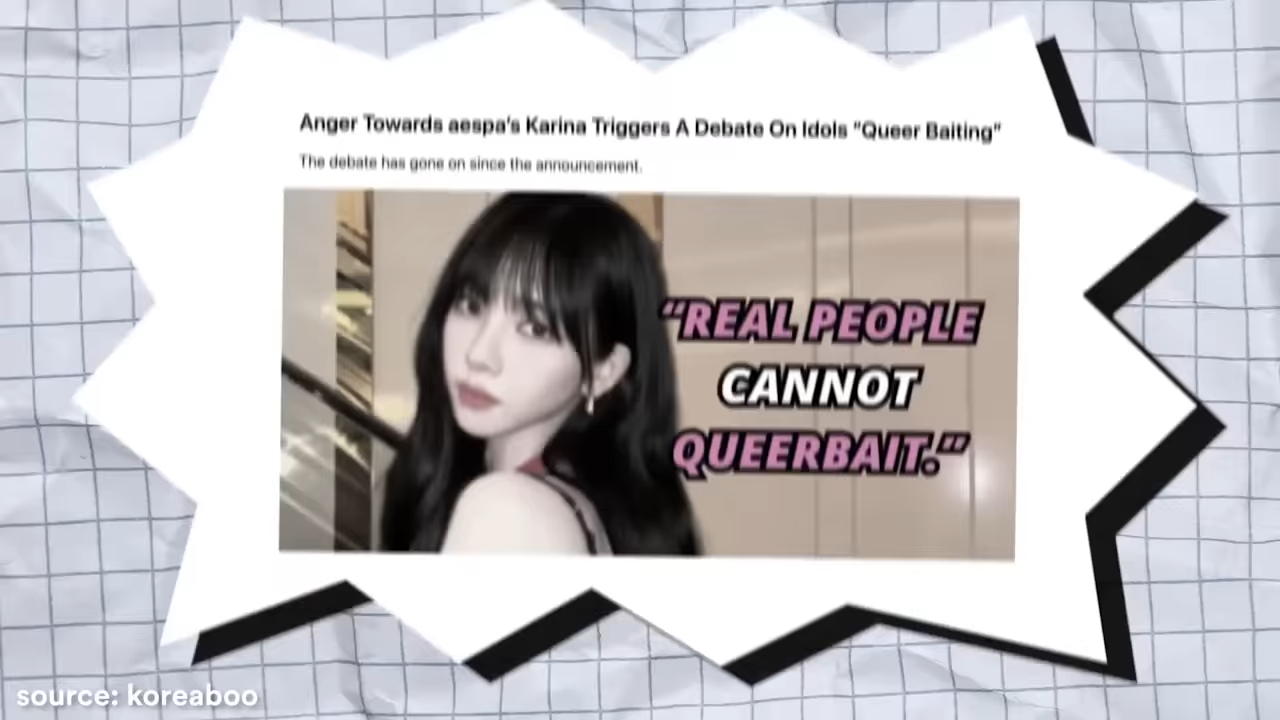 Anger Towards aespa's Karina Triggers A Debate On Idols "Queer Baiting"
The debate has gone on since the announcement.
"REAL PEOPLE
CANNOT
QUEERBAIT."
source: koreaboo